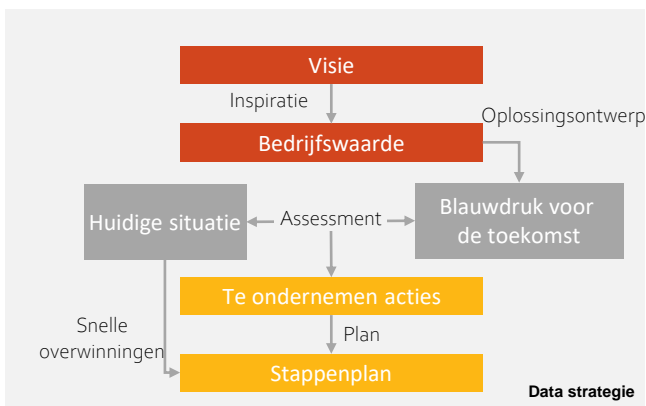 Visie
Inspiratie
Oplossingsontwerp
Bedrijfswaarde
Huidige situatie
Assessment
Blauwdruk voor
de toekomst
Te ondernemen acties
Snelle
overwinningen
Plan
Stappenplan
Data strategie